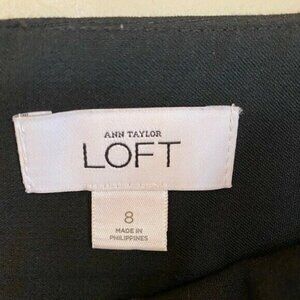 ANN TAYLOR
LOFT
8
MADE IN
PHILIPPINES